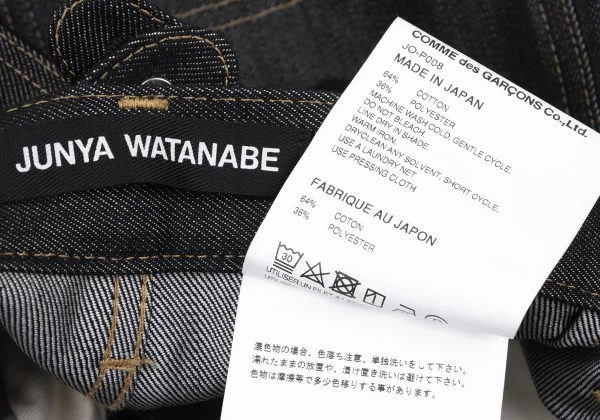 JUNYA WATANABE
COMME des GARÇONS Co.,Ltd.
JO-P008
MADE IN JAPAN
64% COTTON
36% POLYESTER
MACHINE WASH COLD, GENTLE CYCLE.
DO NOT BLEACH
LINE DRY IN SHADE.
WARM IRON.
DRYCLEAN ANY SOLVENT, SHORT CYCLE.
USE A LAUNDRY NET
USE PRESSING CLOTH
FABRIQUE AU JAPON
64% COTON
36% POLYESTER
30
UTILISER UN FILET A
濃色物の場合、色落ち注意、単独洗いをして下さい。
濡れたままの放置や、漬け置き洗いは避けて下さい。
色物は摩擦等で多少色移りする事があります。